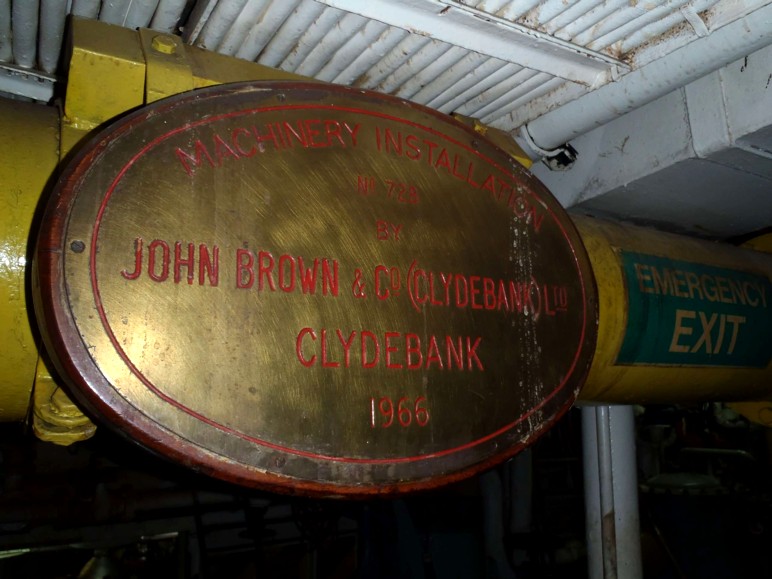 MACHINERY INSTALLATION
No 728
BY
JOHN BROWN & Co (CLYDEBANK) LTD
CLYDEBANK
1966
EMERGENCY
EXIT